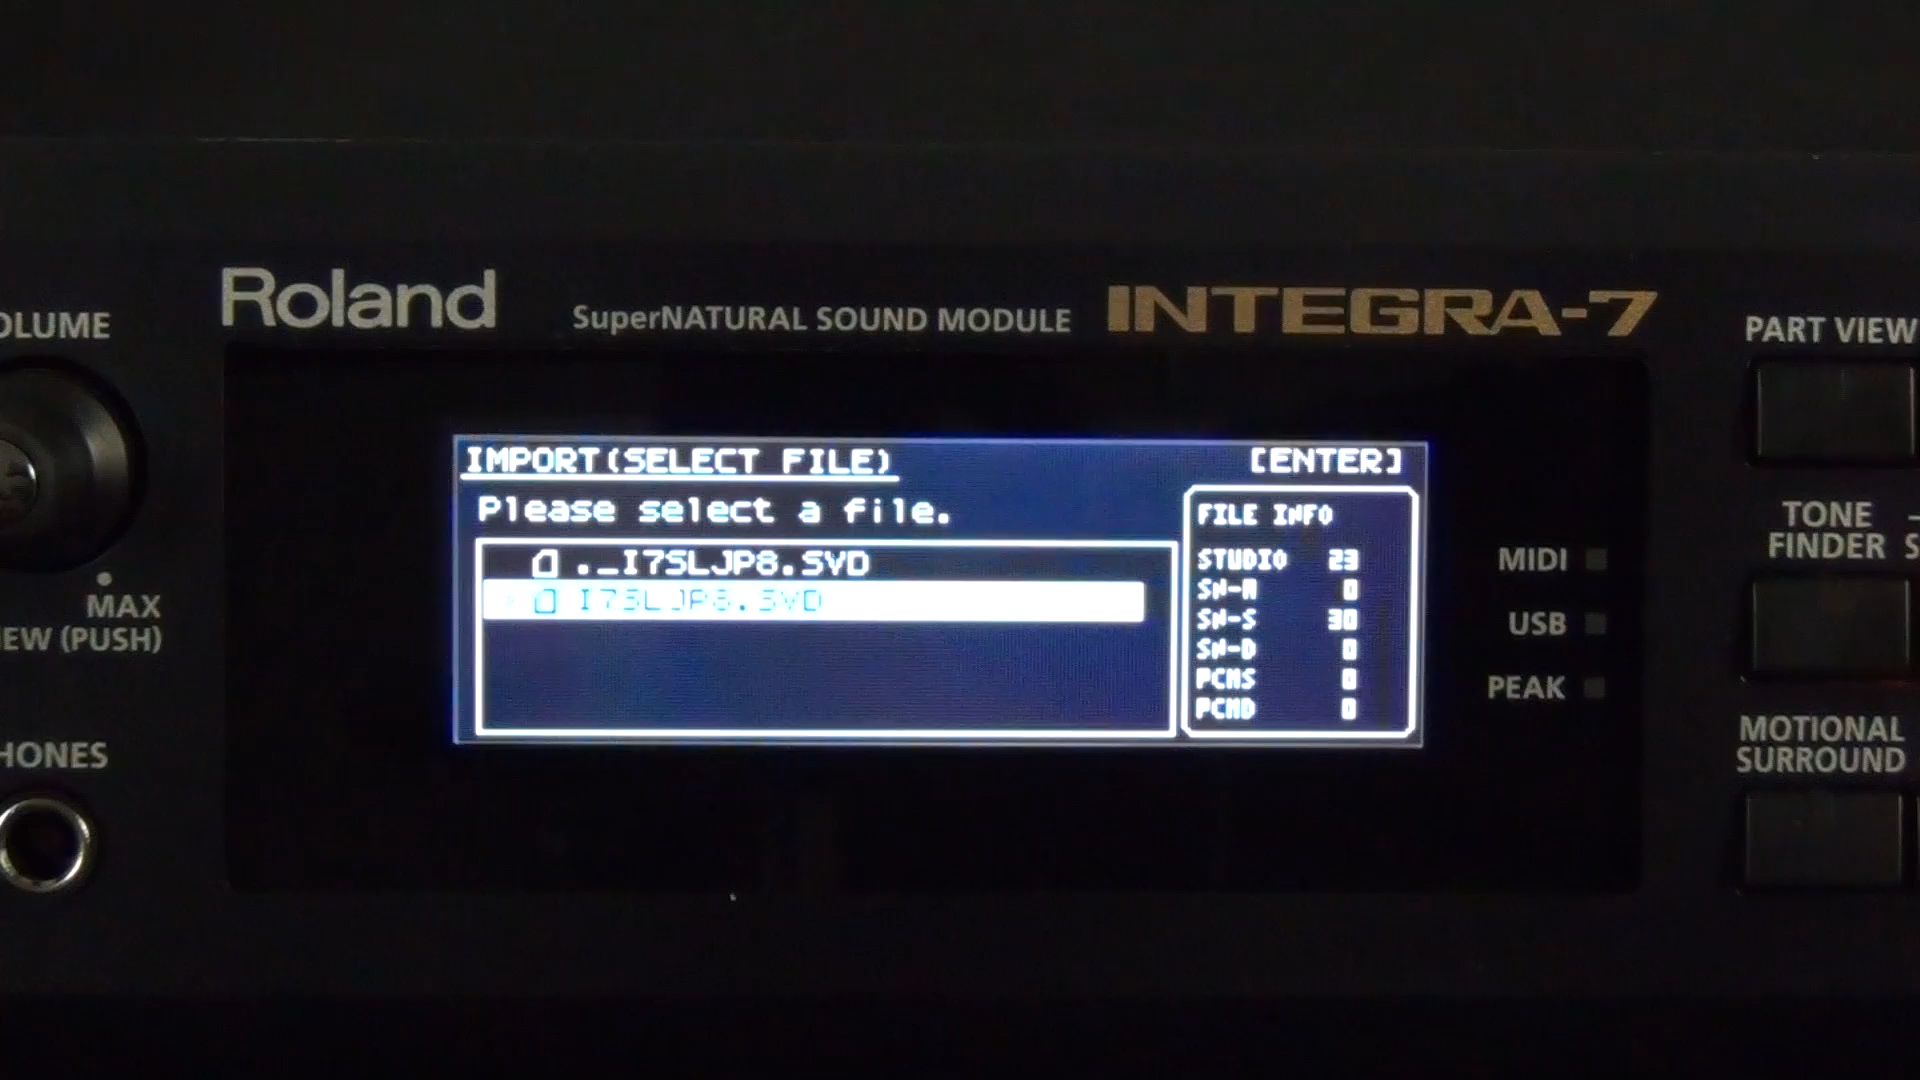 Roland
SuperNATURAL SOUND MODULE
INTEGRA-7
OLUME
MAX
IEW (PUSH)
HONES
IMPORT(SELECT FILE)
[ENTER]
Please select a file.
._I7SLJP8.SVD
I7SLJP8.SVD
FILE INFO
STUDIO 23
SN-A 0
SN-S 30
SN-D 0
PCMS 0
PCMD 0
MIDI
USB
PEAK
PART VIEW
TONE
FINDER
MOTIONAL
SURROUND